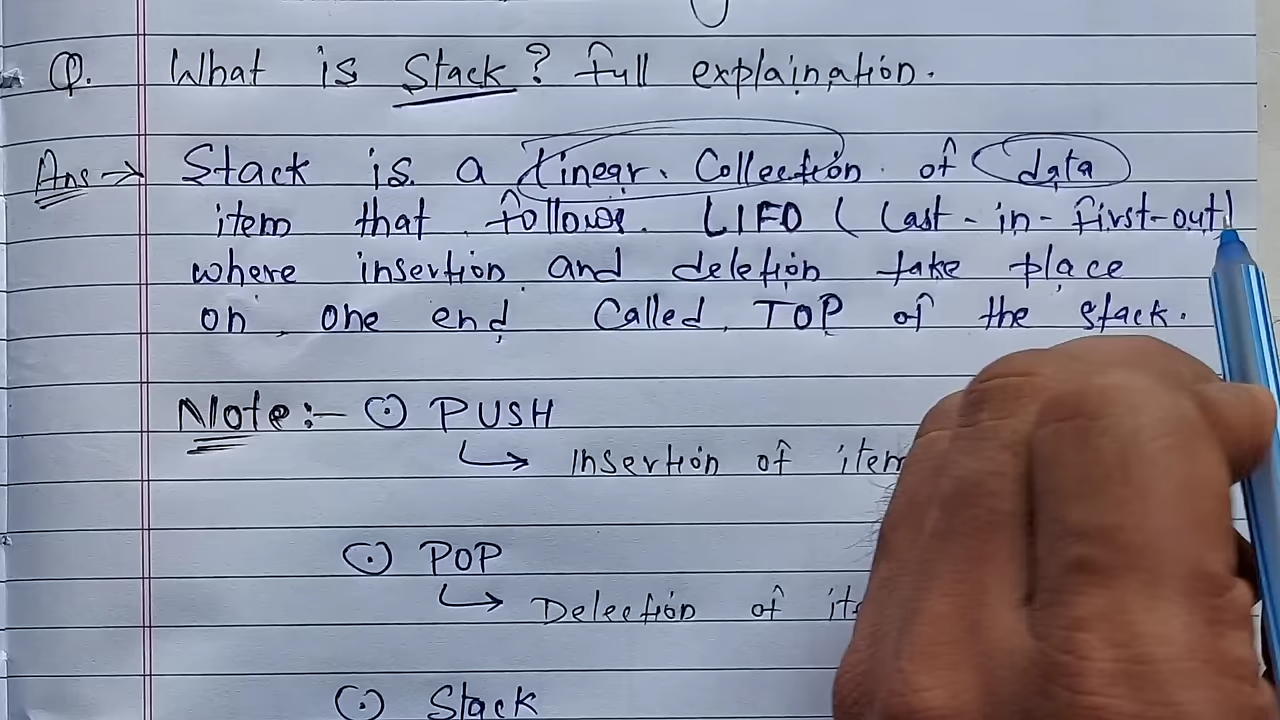 Q. What is Stack? full explaination.
Ans → Stack is a linear. Collection of data
item that follows. LIFO ( Last-in-first-out)
where insertion and deletion take place
on one end Called TOP of the stack.
Note:- ⊙ PUSH
↳ Insertion of item
⊙ POP
↳ Delection of
⊙ Stack